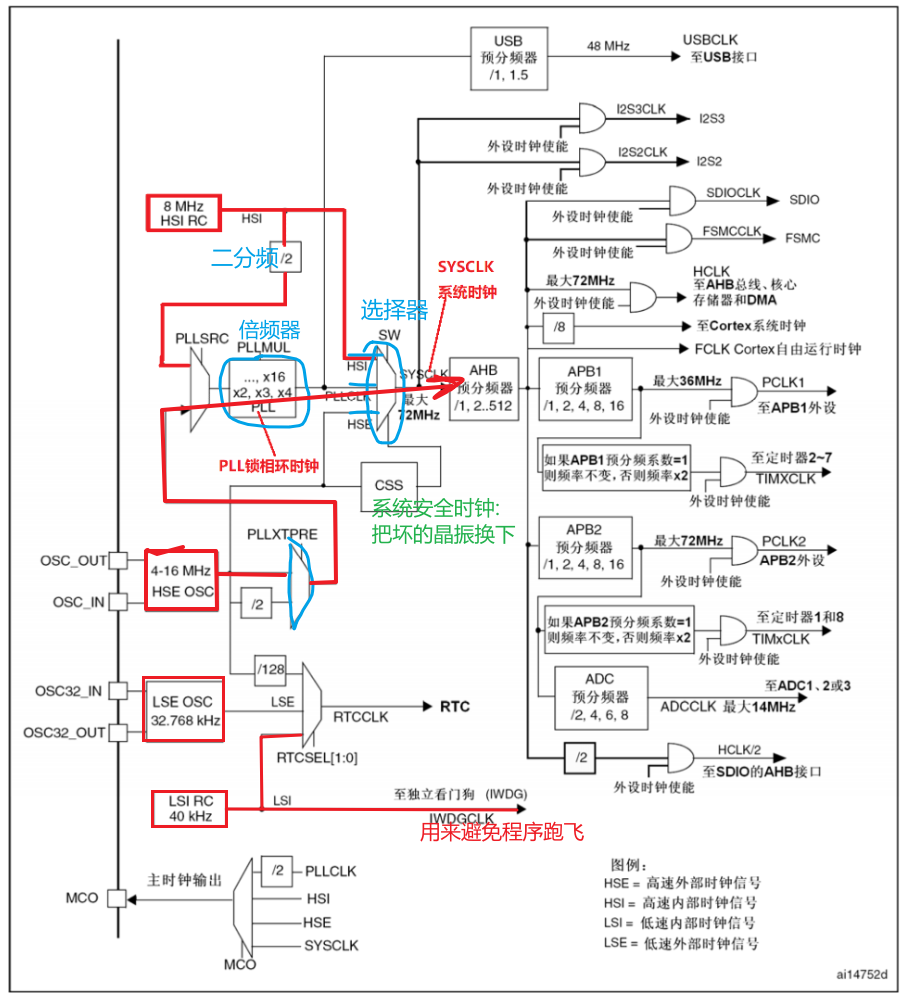 USB
预分频器
/1, 1.5
48 MHz
USBCLK
至USB接口
I2S3CLK
I2S3
外设时钟使能
I2S2CLK
I2S2
外设时钟使能
8 MHz
HSI RC
HSI
SDIOCLK
SDIO
外设时钟使能
FSMCCLK
FSMC
外设时钟使能
二分频
/2
SYSCLK
系统时钟
最大72MHz
HCLK
至AHB总线、核心
存储器和DMA
外设时钟使能
选择器
/8
至Cortex系统时钟
FCLK Cortex自由运行时钟
倍频器
PLLSRC
PLLMUL
SW
..., x16
x2, x3, x4
PLL
HSI
PLLCLK
HSE
SYSCLK
最大
72MHz
AHB
预分频器
/1, 2..512
APB1
预分频器
/1, 2, 4, 8, 16
最大36MHz
PCLK1
至APB1外设
外设时钟使能
PLL锁相环时钟
如果APB1预分频系数=1
则频率不变,否则频率x2
至定时器2~7
TIMXCLK
外设时钟使能
CSS
系统安全时钟:
把坏的晶振换下
PLLXTPRE
OSC_OUT
OSC_IN
4-16 MHz
HSE OSC
/2
APB2
预分频器
/1, 2, 4, 8, 16
最大72MHz
PCLK2
APB2外设
外设时钟使能
如果APB2预分频系数=1
则频率不变,否则频率x2
至定时器1和8
TIMxCLK
外设时钟使能
/128
OSC32_IN
OSC32_OUT
LSE OSC
32.768 kHz
LSE
RTCCLK
RTC
RTCSEL[1:0]
ADC
预分频器
/2, 4, 6, 8
至ADC1、2或3
ADCCLK 最大14MHz
/2
HCLK/2
至SDIO的AHB接口
外设时钟使能
LSI RC
40 kHz
LSI
至独立看门狗 (IWDG)
IWDGCLK
用来避免程序跑飞
MCO
主时钟输出
/2
PLLCLK
HSI
HSE
SYSCLK
MCO
图例:
HSE = 高速外部时钟信号
HSI = 高速内部时钟信号
LSI = 低速内部时钟信号
LSE = 低速外部时钟信号
ai14752d